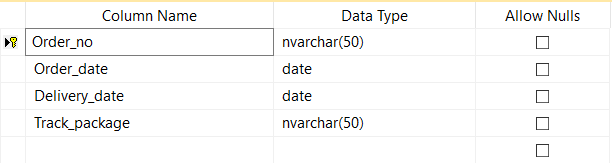 Column Name Data Type Allow Nulls
Order_no nvarchar(50)
Order_date date
Delivery_date date
Track_package nvarchar(50)